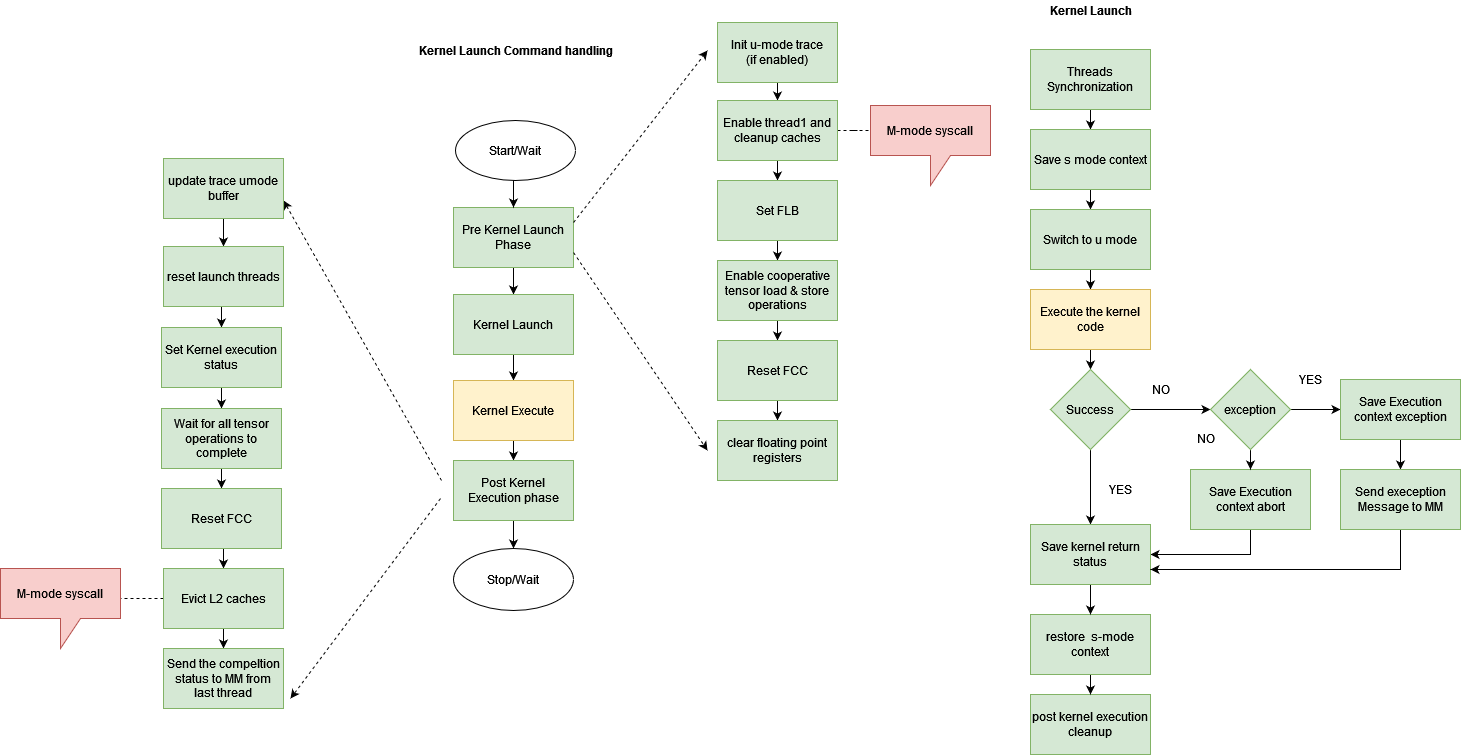 Kernel Launch Command handling
Start/Wait
Pre Kernel Launch
Phase
Kernel Launch
Kernel Execute
Post Kernel
Execution phase
Stop/Wait
update trace umode
buffer
reset launch threads
Set Kernel execution
status
Wait for all tensor
operations to
complete
Reset FCC
Evict L2 caches
M-mode syscall
Send the compeltion
status to MM from
last thread
Init u-mode trace
(if enabled)
Enable thread1 and
cleanup caches
M-mode syscall
Set FLB
Enable cooperative
tensor load & store
operations
Reset FCC
clear floating point
registers
Kernel Launch
Threads
Synchronization
Save s mode context
Switch to u mode
Execute the kernel
code
Success
NO
exception
YES
Save Execution
context exception
NO
YES
Save Execution
context abort
Send exeception
Message to MM
Save kernel return
status
restore  s-mode
context
post kernel execution
cleanup